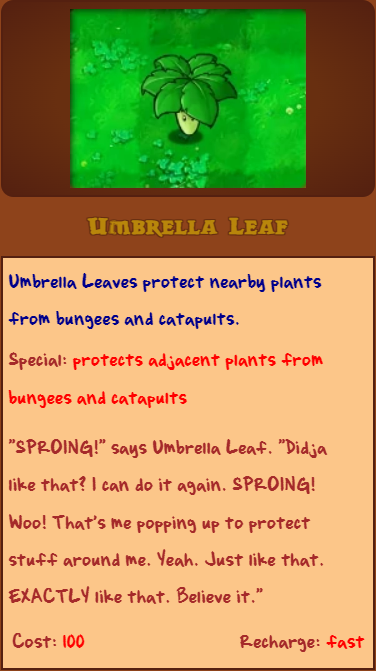 Umbrella Leaf
Umbrella Leaves protect nearby plants
from bungees and catapults.
Special: protects adjacent plants from
bungees and catapults
"SPROING!" says Umbrella Leaf. "Didja
like that? I can do it again. SPROING!
Woo! That's me popping up to protect
stuff around me. Yeah. Just like that.
EXACTLY like that. Believe it."
Cost: 100 Recharge: fast